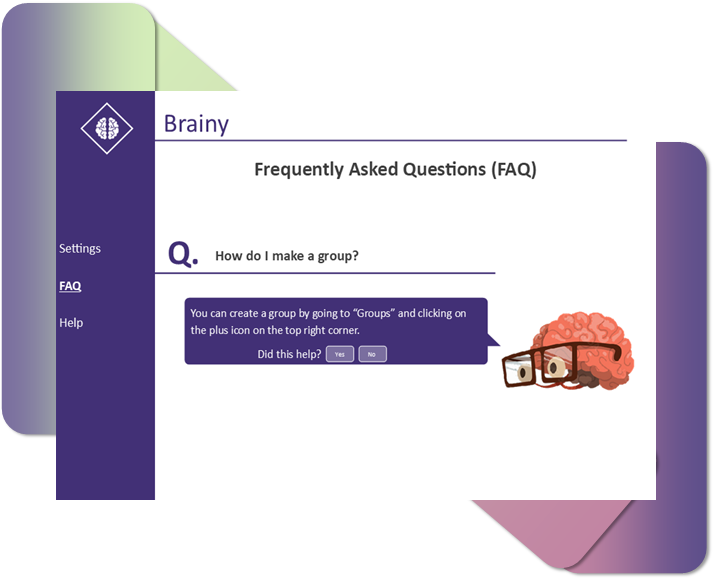 Brainy
Frequently Asked Questions (FAQ)
Settings
FAQ
Help
Q. How do I make a group?
You can create a group by going to “Groups” and clicking on
the plus icon on the top right corner.
Did this help? Yes No